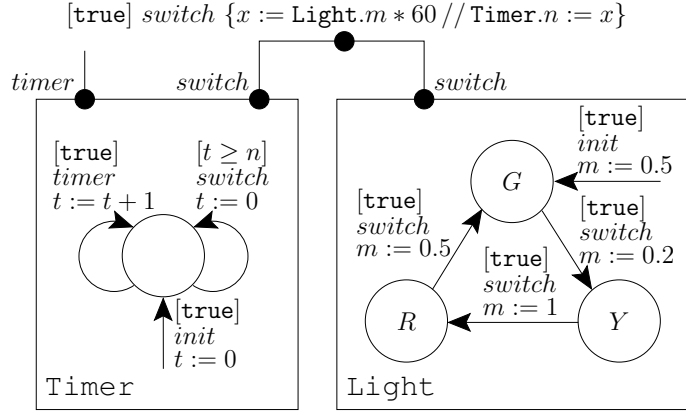 [true] switch {x := Light.m ∗ 60 // Timer.n := x}
timer
switch
switch
[true]
timer
t := t + 1
[t ≥ n]
switch
t := 0
[true]
init
t := 0
Timer
[true]
init
m := 0.5
G
[true]
switch
m := 0.5
[true]
switch
m := 0.2
[true]
switch
m := 1
R
Y
Light